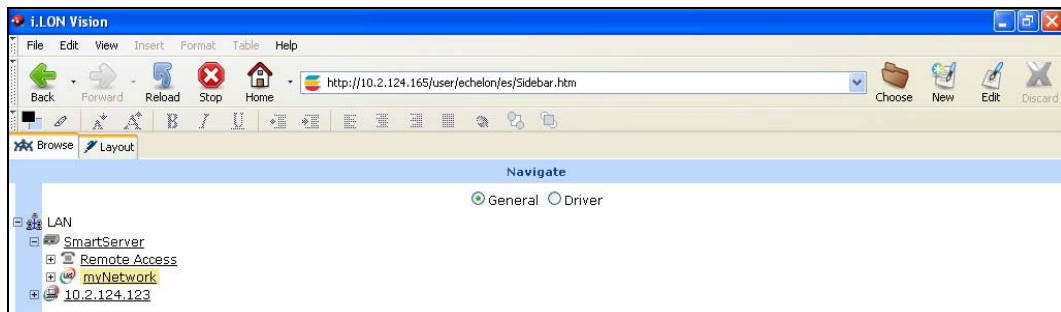 i.LON Vision
File Edit View Insert Format Table Help
Back Forward Reload Stop Home http://10.2.124.165/user/echelon/es/Sidebar.htm Choose New Edit Discard
B I U
Browse Layout
Navigate
General Driver
LAN
SmartServer
Remote Access
myNetwork
10.2.124.123